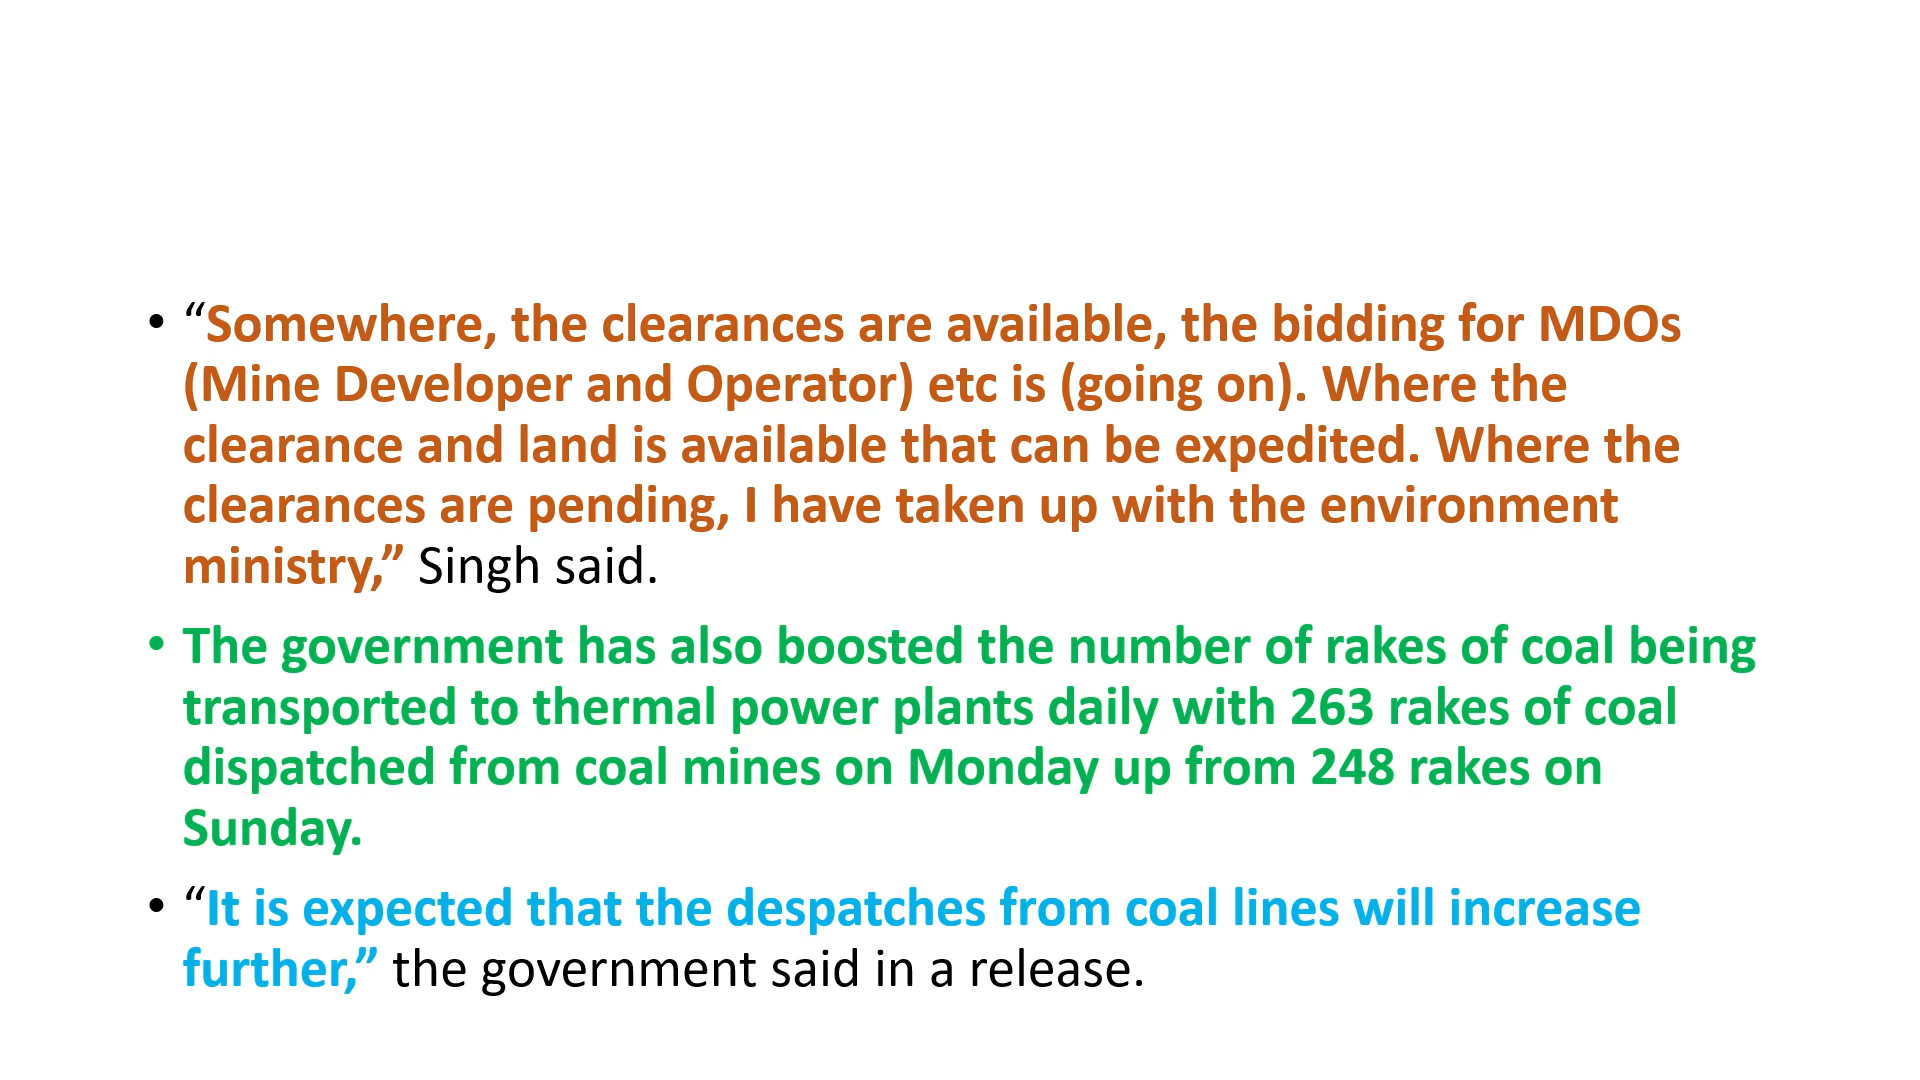 • “Somewhere, the clearances are available, the bidding for MDOs
(Mine Developer and Operator) etc is (going on). Where the
clearance and land is available that can be expedited. Where the
clearances are pending, I have taken up with the environment
ministry,” Singh said.
• The government has also boosted the number of rakes of coal being
transported to thermal power plants daily with 263 rakes of coal
dispatched from coal mines on Monday up from 248 rakes on
Sunday.
• “It is expected that the despatches from coal lines will increase
further,” the government said in a release.